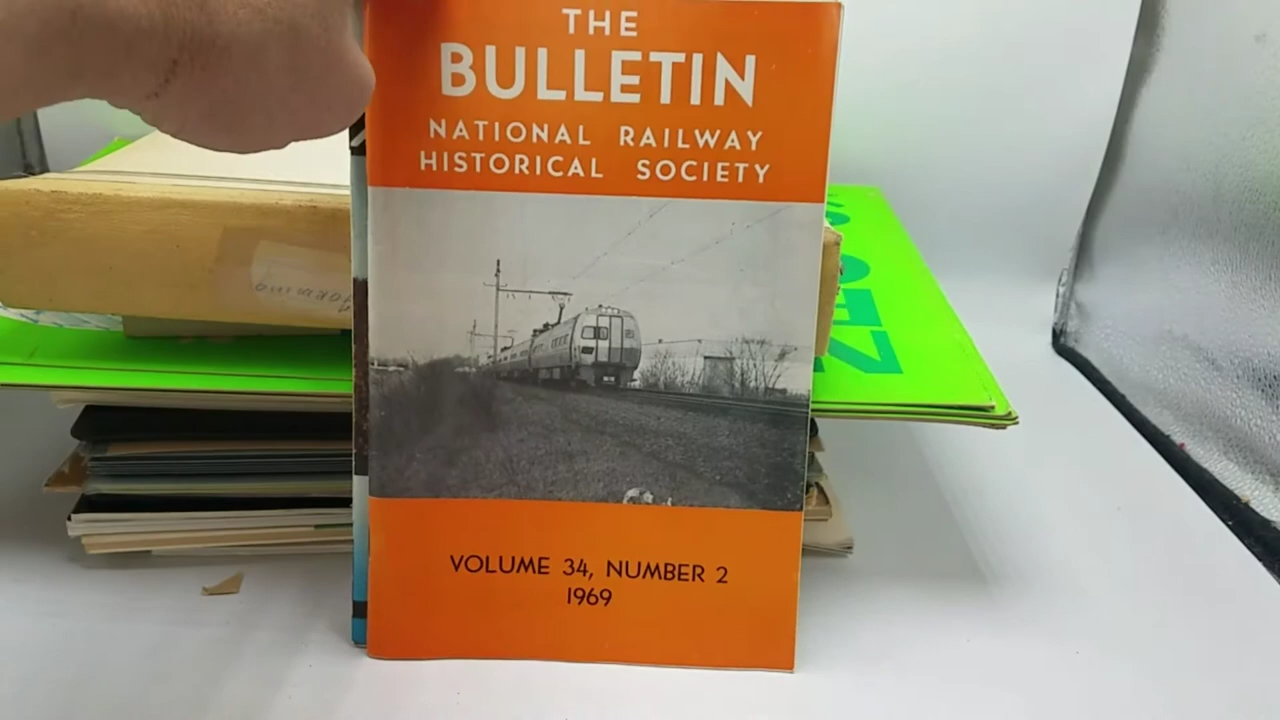 THE
BULLETIN
NATIONAL RAILWAY
HISTORICAL SOCIETY
VOLUME 34, NUMBER 2
1969